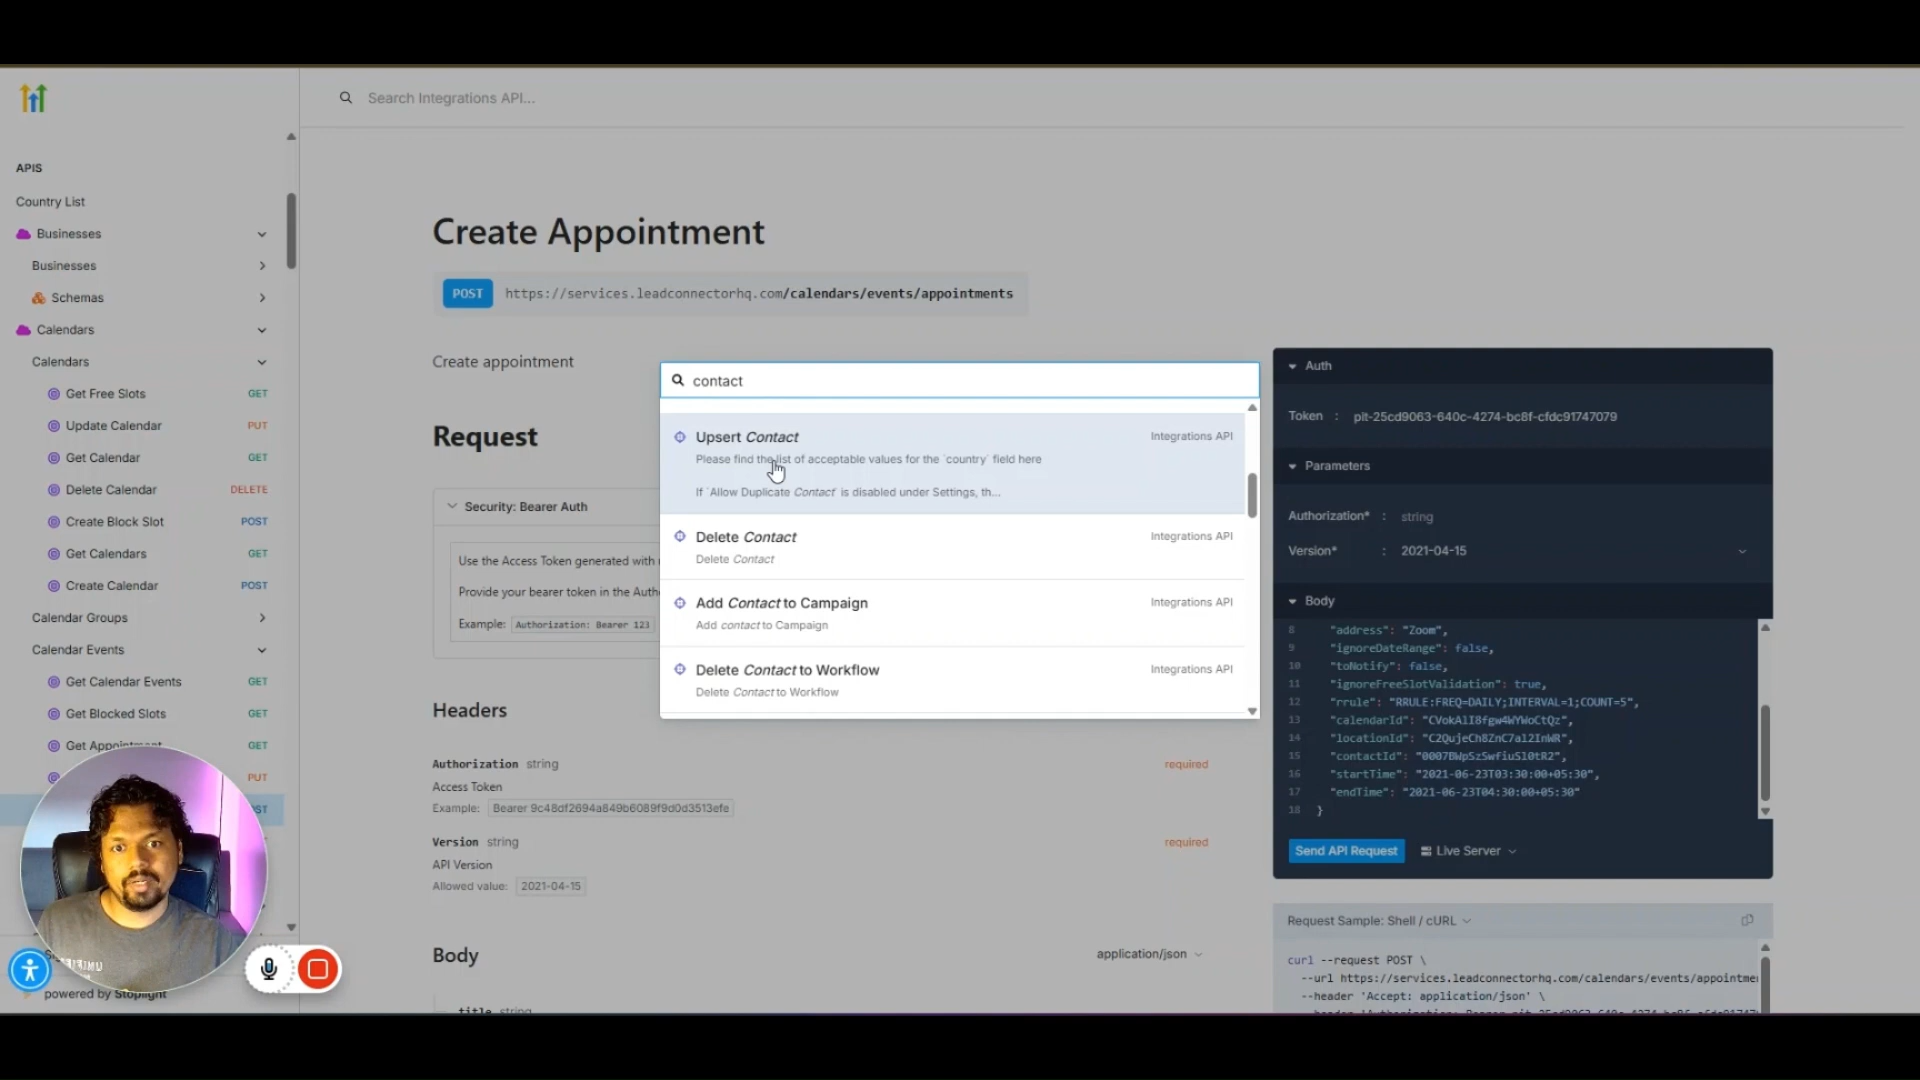 Search Integrations API...
APIS
Country List
Businesses
Businesses
Schemas
Calendars
Calendars
Get Free Slots GET
Update Calendar PUT
Get Calendar GET
Delete Calendar DELETE
Create Block Slot POST
Get Calendars GET
Create Calendar POST
Calendar Groups
Calendar Events
Get Calendar Events GET
Get Blocked Slots GET
Get Appointment GET
PUT
powered by Stoplight
Create Appointment
POST https://services.leadconnectorhq.com/calendars/events/appointments
Create appointment
Request
Security: Bearer Auth
Use the Access Token generated with
Provide your bearer token in the Auth
Example: Authorization: Bearer 123
Headers
Authorization string required
Access Token
Example: Bearer 9c48df2694a849b6089f9d0d3513efe
Version string required
API Version
Allowed value: 2021-04-15
Body application/json
title string
contact
Upsert Contact Integrations API
Please find the list of acceptable values for the `country` field here
If `Allow Duplicate Contact` is disabled under Settings, th...
Delete Contact Integrations API
Delete Contact
Add Contact to Campaign Integrations API
Add contact to Campaign
Delete Contact to Workflow Integrations API
Delete Contact to Workflow
Auth
Token : pit-25cd9063-640c-4274-bc8f-cfdc91747079
Parameters
Authorization* : string
Version* : 2021-04-15
Body
8 "address": "Zoom",
9 "ignoreDateRange": false,
10 "toNotify": false,
11 "ignoreFreeSlotValidation": true,
12 "rrule": "RRULE:FREQ=DAILY;INTERVAL=1;COUNT=5",
13 "calendarId": "CVokAlI8fgw4WYWoCtQz",
14 "locationId": "C2QujeCh8ZnC7al2InWR",
15 "contactId": "0007BWpSzSwfiuSl0tR2",
16 "startTime": "2021-06-23T03:30:00+05:30",
17 "endTime": "2021-06-23T04:30:00+05:30"
18 }
Send API Request Live Server
Request Sample: Shell / cURL
curl --request POST \
--url https://services.leadconnectorhq.com/calendars/events/appointme
--header 'Accept: application/json' \